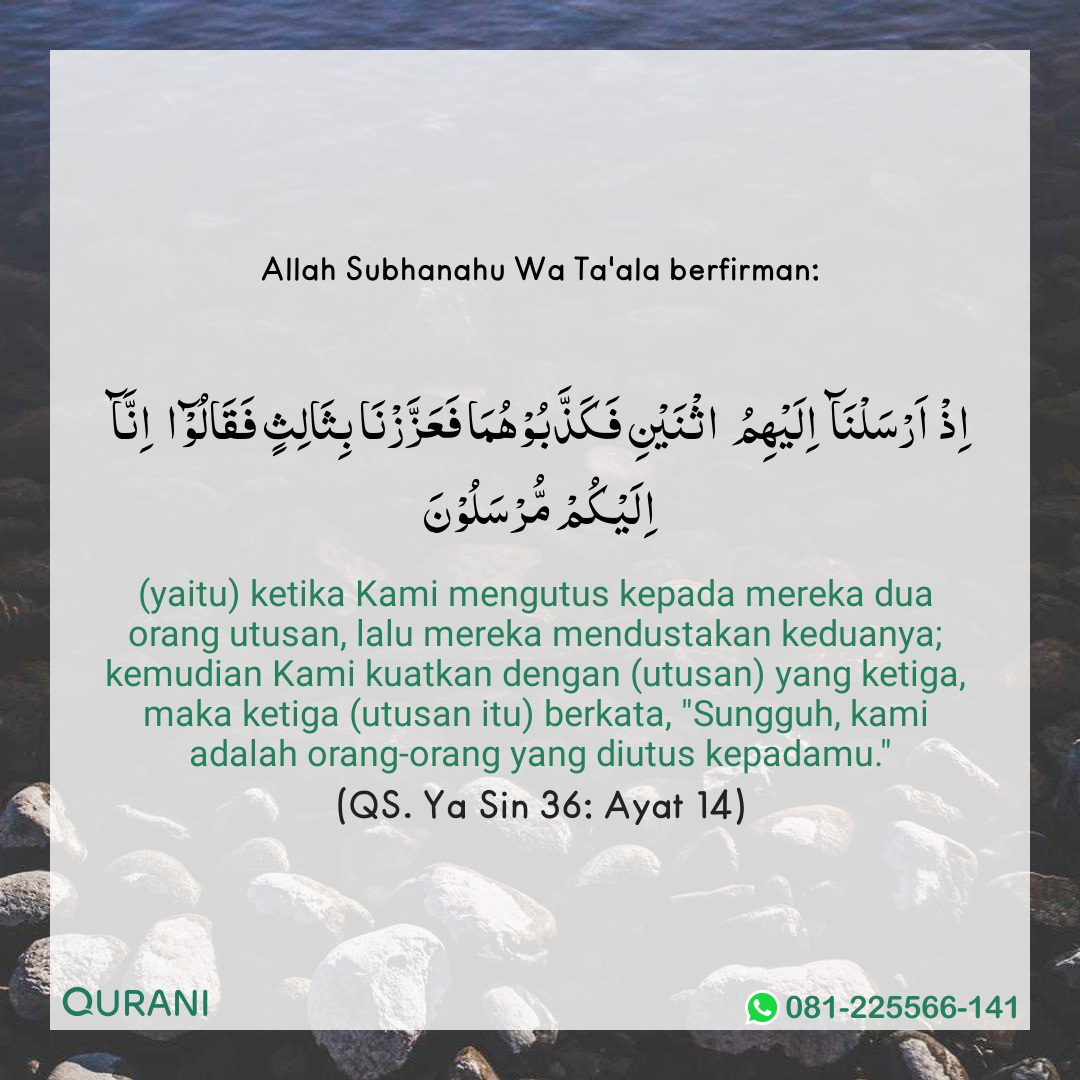 Allah Subhanahu Wa Ta'ala berfirman:
اِذْ اَرْسَلْنَاۤ اِلَيْهِمُ اثْنَيْنِ فَكَذَّبُوْهُمَا فَعَزَّزْنَا بِثَالِثٍ فَقَالُوْۤا اِنَّاۤ
اِلَيْكُمْ مُّرْسَلُوْنَ
(yaitu) ketika Kami mengutus kepada mereka dua
orang utusan, lalu mereka mendustakan keduanya;
kemudian Kami kuatkan dengan (utusan) yang ketiga,
maka ketiga (utusan itu) berkata, "Sungguh, kami
adalah orang-orang yang diutus kepadamu."
(QS. Ya Sin 36: Ayat 14)
QURANI
081-225566-141